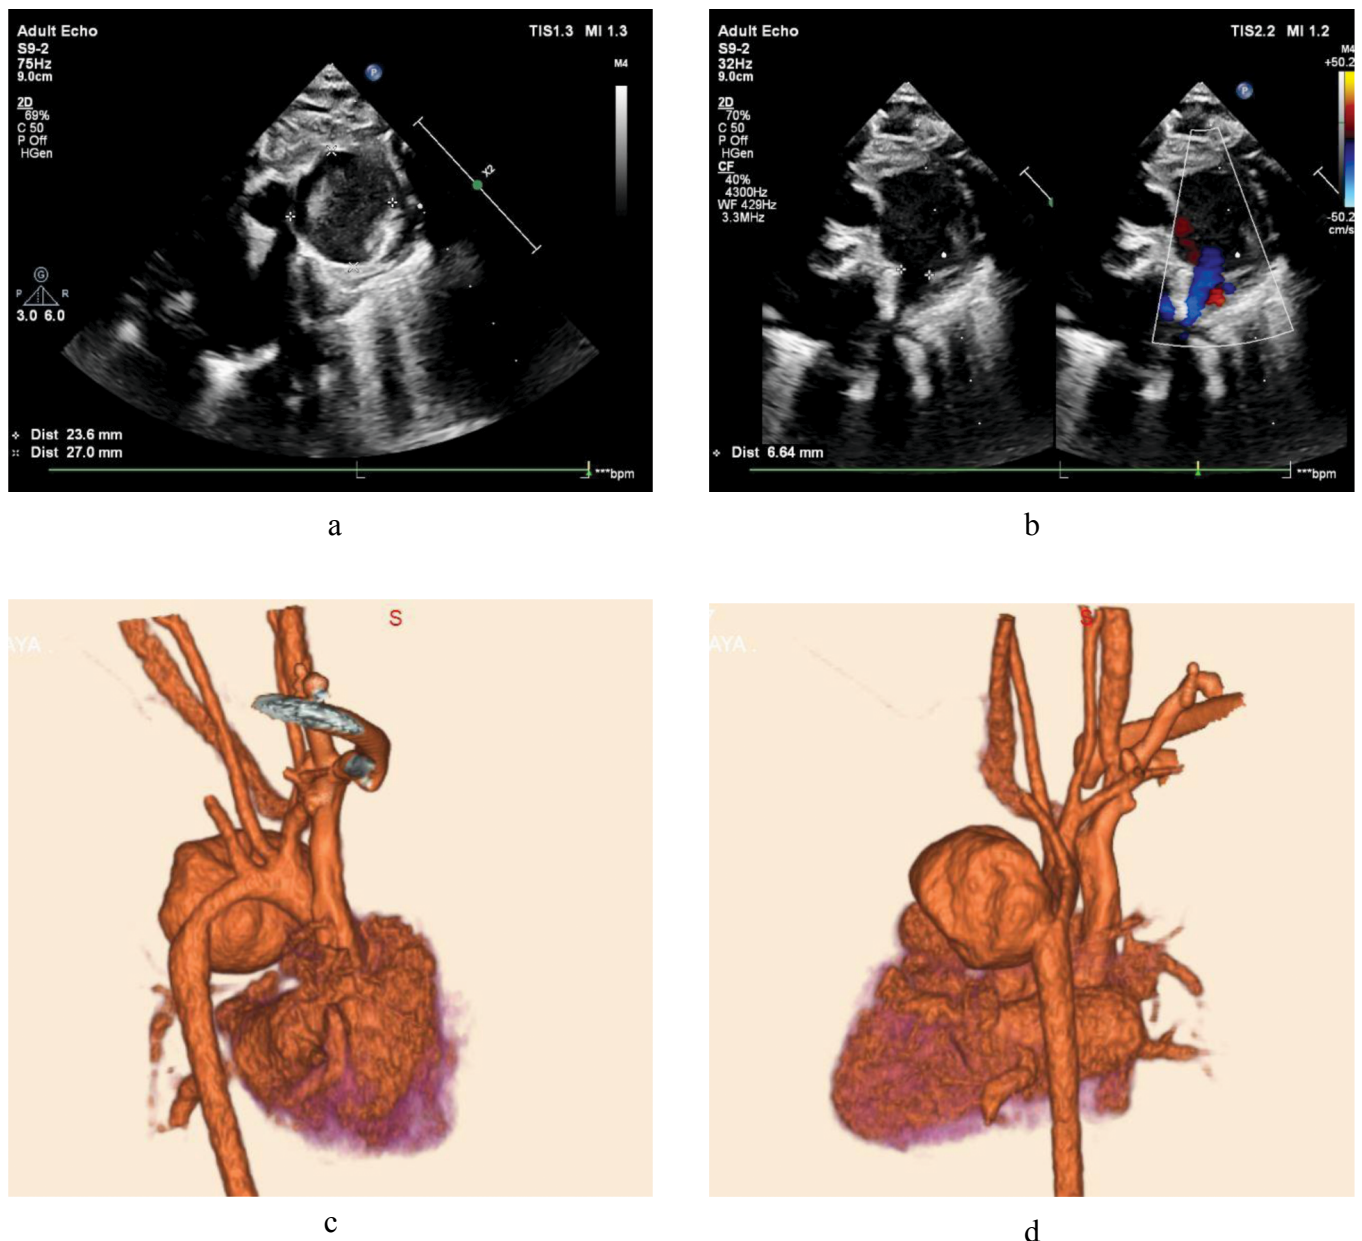 Adult Echo
TIS1.3 MI 1.3
S9-2
75Hz
9.0cm
M4
2D
69%
C 50
P Off
HGen
P
X2
G
P R
3.0 6.0
Dist 23.6 mm
Dist 27.0 mm
***bpm
a
Adult Echo
TIS2.2 MI 1.2
S9-2
32Hz
9.0cm
M4
+50.2
2D
70%
C 50
P Off
HGen
CF
40%
4300Hz
WF 429Hz
3.3MHz
P
-50.2
cm/s
Dist 6.64 mm
***bpm
b
S
AYA .
c
S
AYA .
d